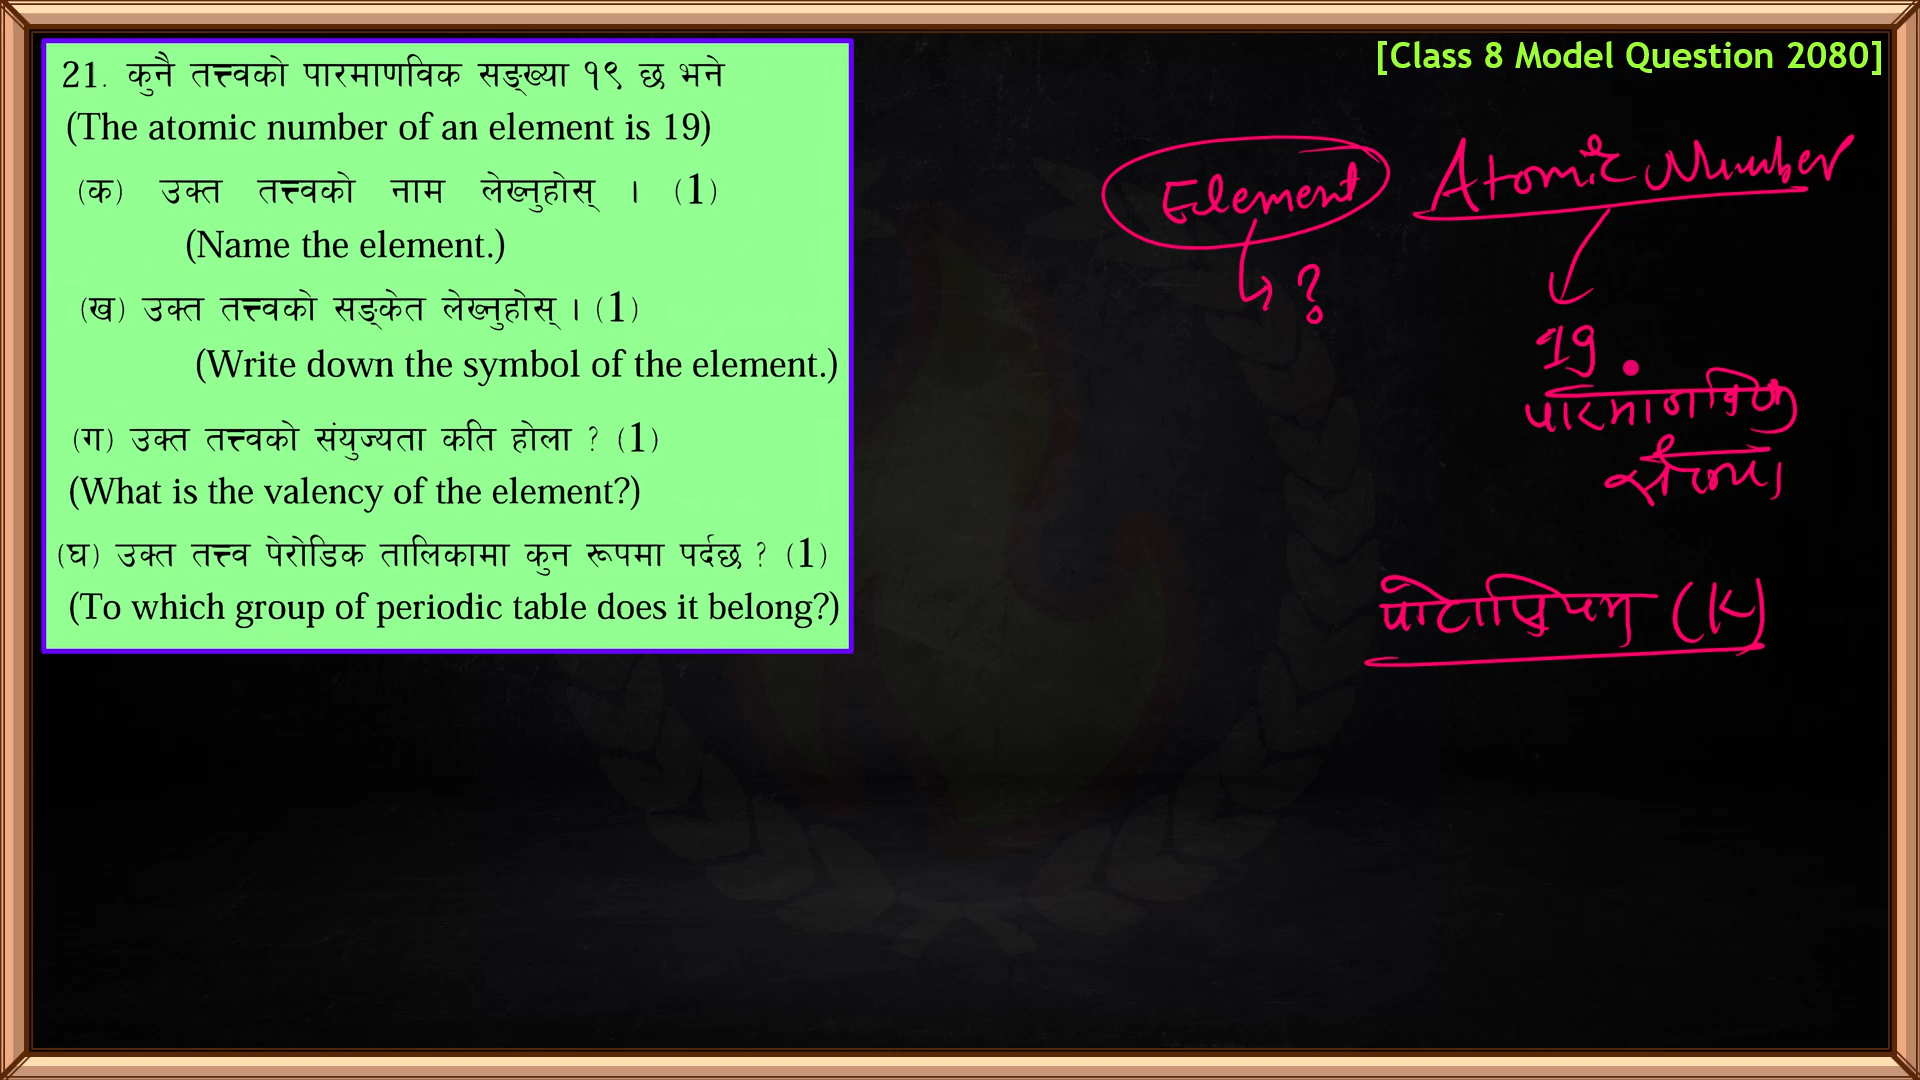 [Class 8 Model Question 2080]
21. कुनै तत्त्वको पारमाणविक सङ्ख्या १९ छ भने
(The atomic number of an element is 19)
(क) उक्त तत्त्वको नाम लेख्नुहोस् । (1)
(Name the element.)
(ख) उक्त तत्त्वको सङ्केत लेख्नुहोस् । (1)
(Write down the symbol of the element.)
(ग) उक्त तत्त्वको संयुज्यता कति होला ? (1)
(What is the valency of the element?)
(घ) उक्त तत्त्व पेरोडिक तालिकामा कुन रूपमा पर्दछ ? (1)
(To which group of periodic table does it belong?)
Element Atomic Number
?
19
पारमाणविक
संख्या
पोटासियम (K)